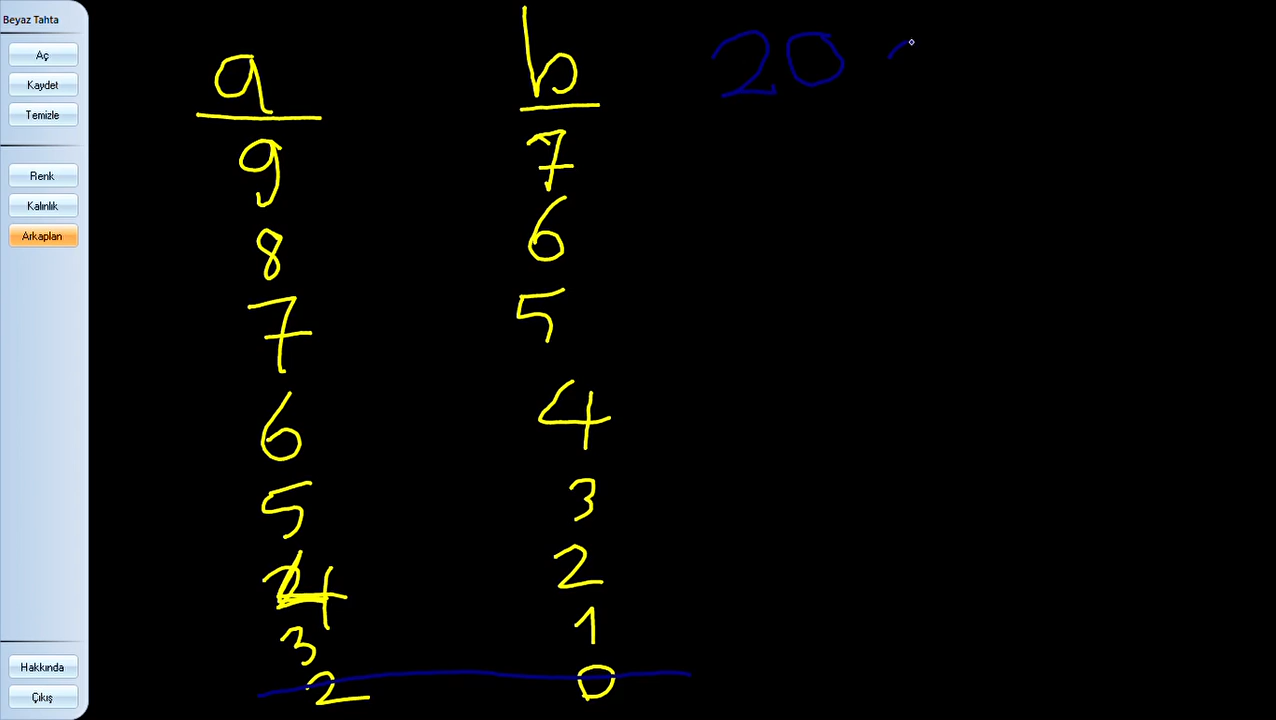 Beyaz Tahta
Aç
Kaydet
Temizle
Renk
Kalınlık
Arkaplan
Hakkında
Çıkış
a b 20
9 7
8 6
7 5
6 4
5 3
4 2
3 1
2 0